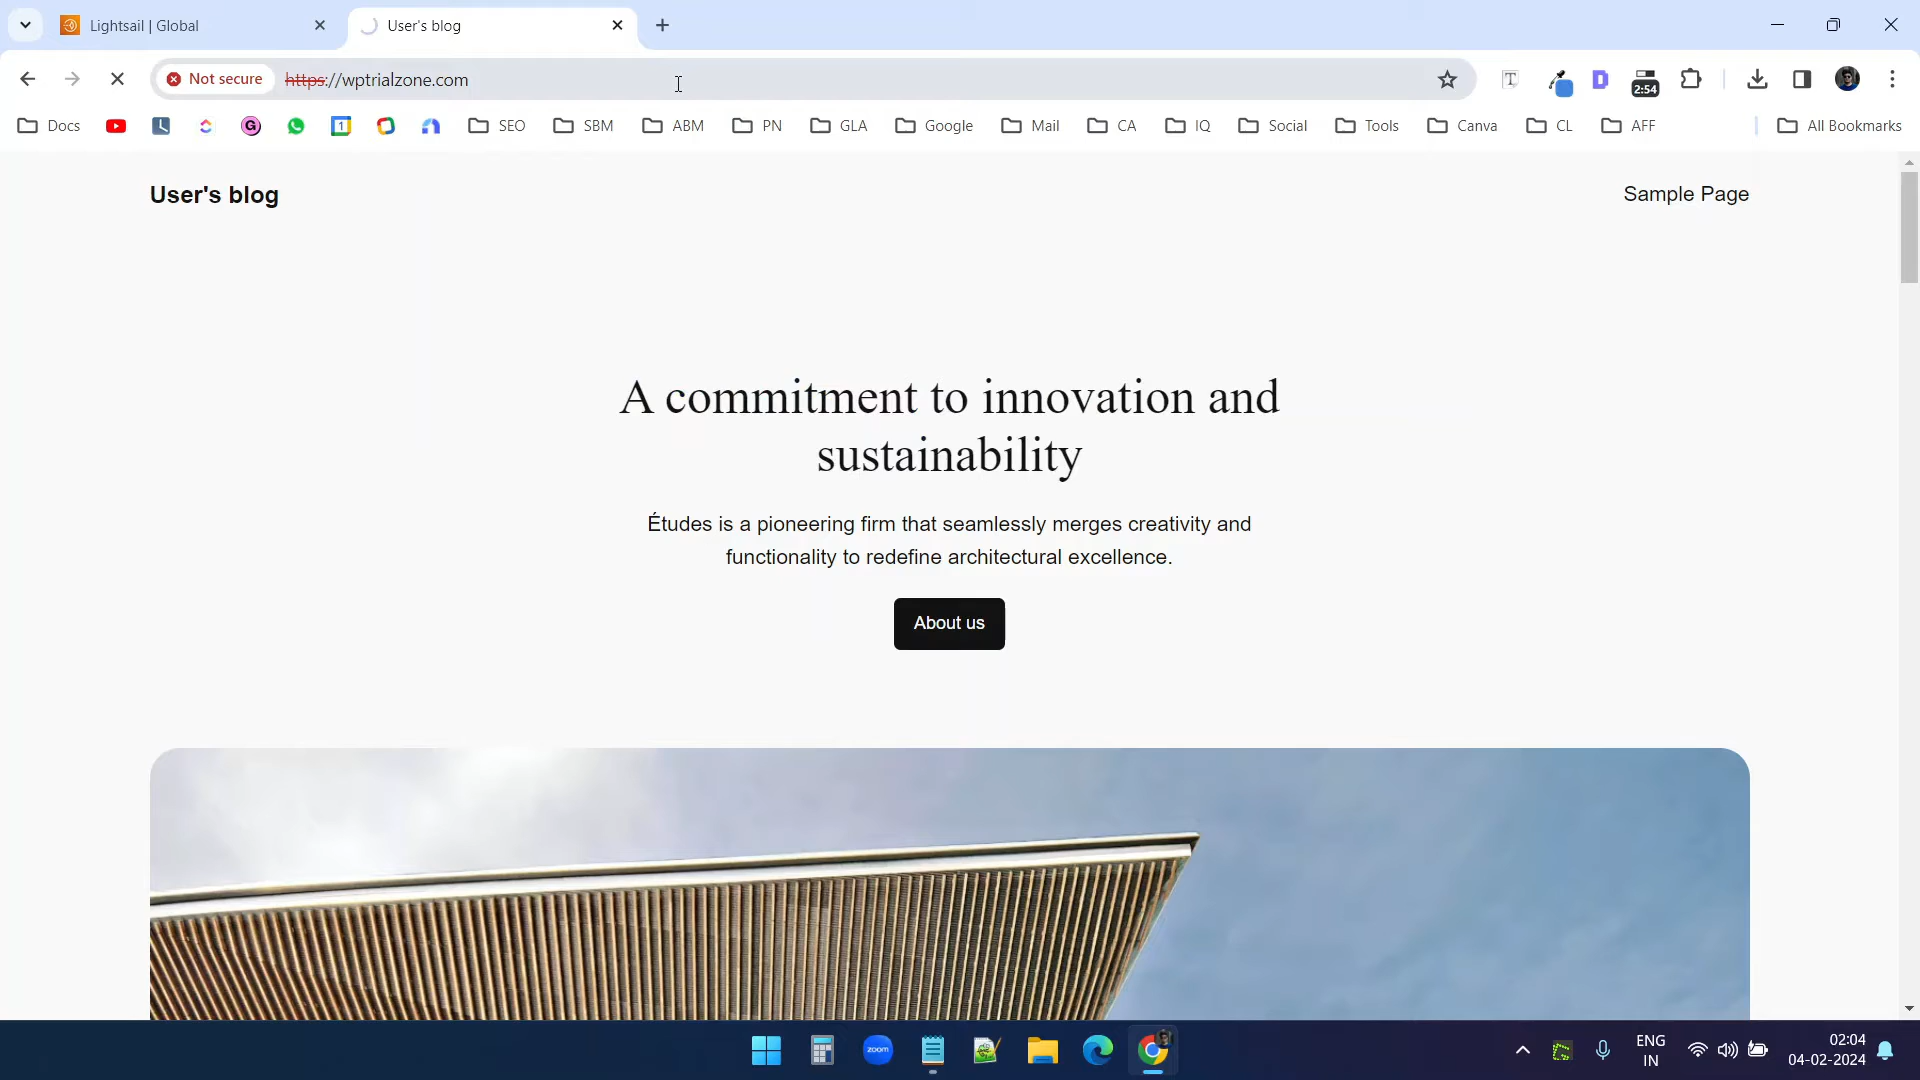 Lightsail | Global
User's blog
Not secure
https://wptrialzone.com
T
D
2:54
Docs
1
G
SEO
SBM
ABM
PN
GLA
Google
Mail
CA
IQ
Social
Tools
Canva
CL
AFF
All Bookmarks
User's blog
Sample Page
A commitment to innovation and
sustainability
Études is a pioneering firm that seamlessly merges creativity and
functionality to redefine architectural excellence.
About us
zoom
ENG
IN
02:04
04-02-2024